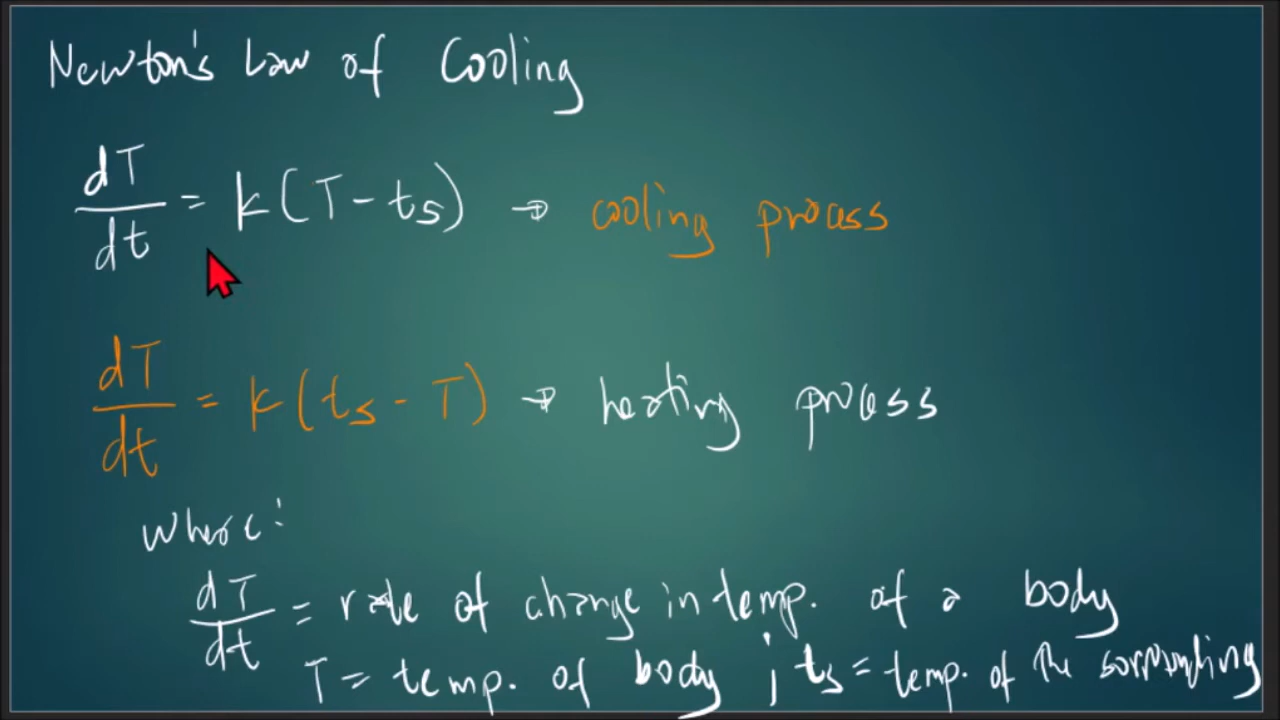 Newton's Law of Cooling
dT/dt = k(T - ts) → cooling process
dT/dt = k(ts - T) → heating process
Where:
dT/dt = rate of change in temp. of a body
T = temp. of body ; ts = temp. of the surrounding